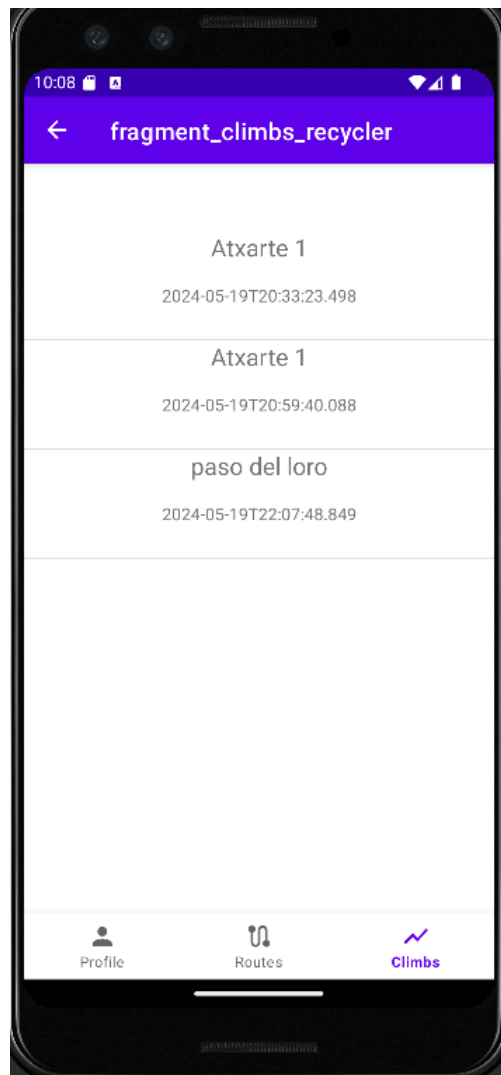 10:08
fragment_climbs_recycler
Atxarte 1
2024-05-19T20:33:23.498
Atxarte 1
2024-05-19T20:59:40.088
paso del loro
2024-05-19T22:07:48.849
Profile
Routes
Climbs